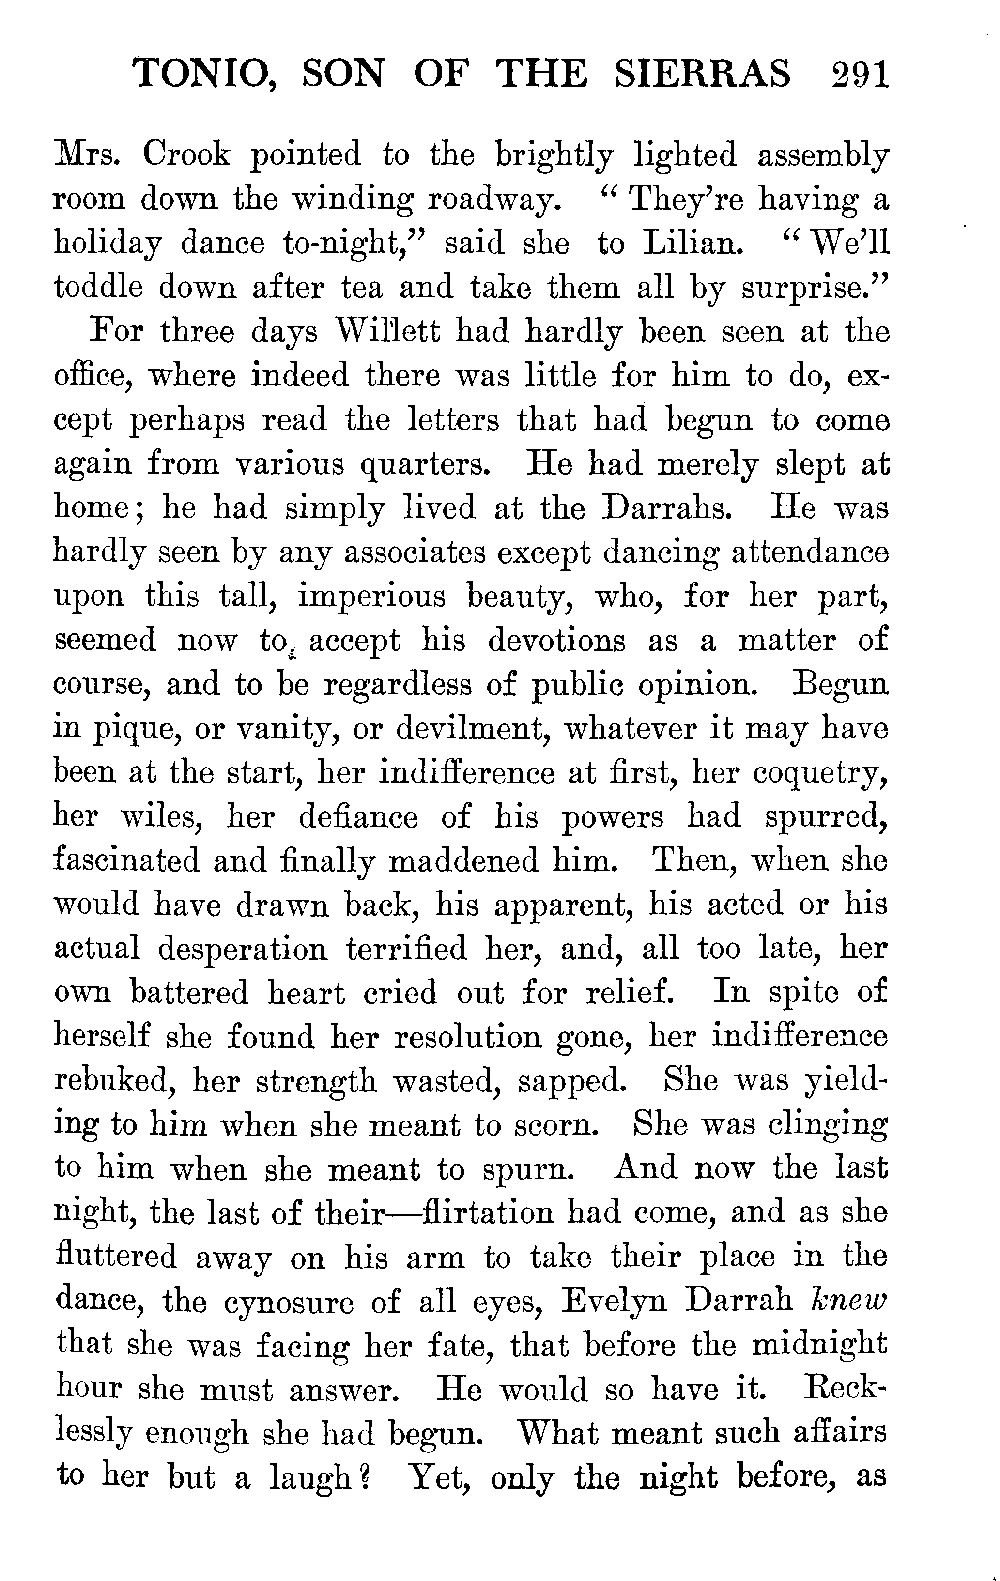 TONIO, SON OF THE SIERRAS 291
Mrs. Crook pointed to the brightly lighted assembly
room down the winding roadway. “ They’re having a
holiday dance to-night,” said she to Lilian. “ We’ll
toddle down after tea and take them all by surprise.”
For three days Willett had hardly been seen at the
office, where indeed there was little for him to do, ex-
cept perhaps read the letters that had begun to come
again from various quarters. He had merely slept at
home; he had simply lived at the Darrahs. He was
hardly seen by any associates except dancing attendance
upon this tall, imperious beauty, who, for her part,
seemed now to accept his devotions as a matter of
course, and to be regardless of public opinion. Begun
in pique, or vanity, or devilment, whatever it may have
been at the start, her indifference at first, her coquetry,
her wiles, her defiance of his powers had spurred,
fascinated and finally maddened him. Then, when she
would have drawn back, his apparent, his acted or his
actual desperation terrified her, and, all too late, her
own battered heart cried out for relief. In spite of
herself she found her resolution gone, her indifference
rebuked, her strength wasted, sapped. She was yield-
ing to him when she meant to scorn. She was clinging
to him when she meant to spurn. And now the last
night, the last of their—flirtation had come, and as she
fluttered away on his arm to take their place in the
dance, the cynosure of all eyes, Evelyn Darrah knew
that she was facing her fate, that before the midnight
hour she must answer. He would so have it. Reck-
lessly enough she had begun. What meant such affairs
to her but a laugh? Yet, only the night before, as